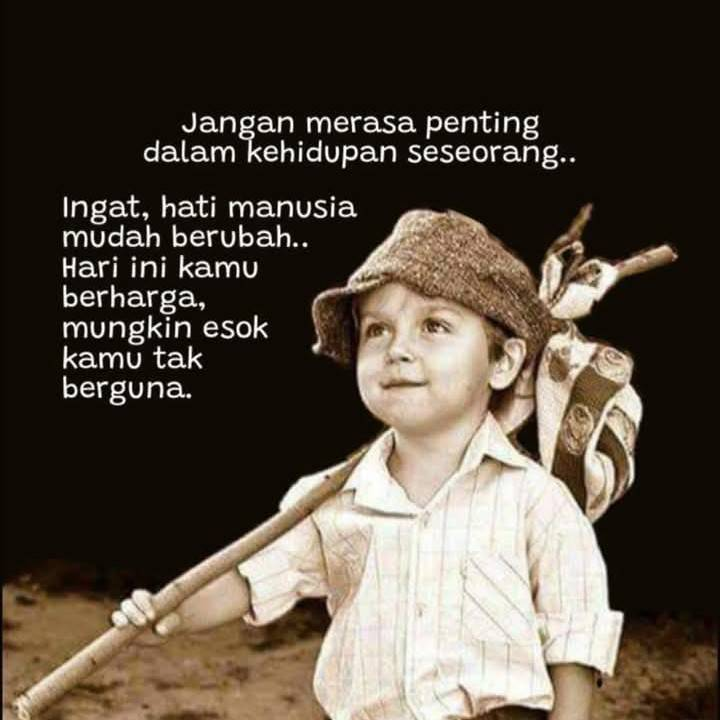 Jangan merasa penting
dalam kehidupan seseorang..
Ingat, hati manusia
mudah berubah..
Hari ini kamu
berharga,
mungkin esok
kamu tak
berguna.